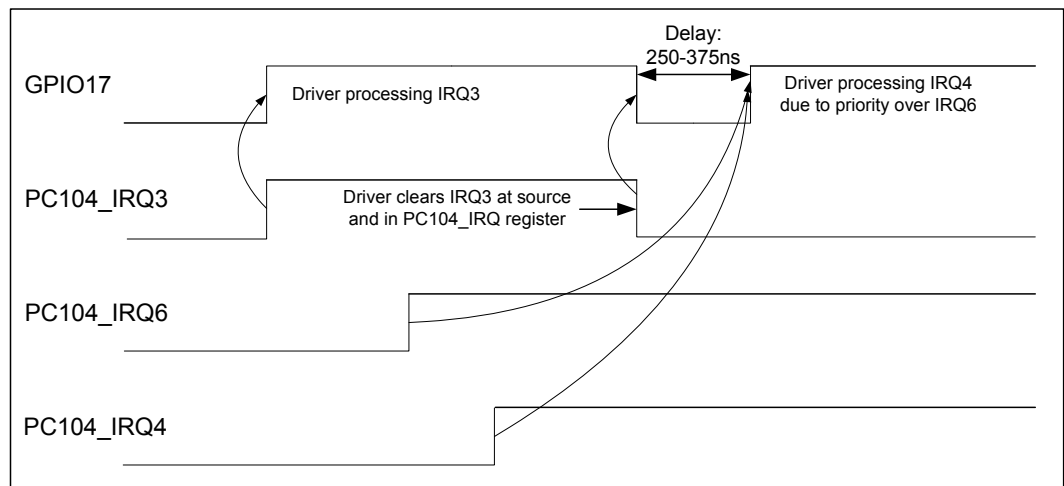 Delay:
250-375ns
GPIO17
Driver processing IRQ3
Driver processing IRQ4
due to priority over IRQ6
PC104_IRQ3
Driver clears IRQ3 at source
and in PC104_IRQ register
PC104_IRQ6
PC104_IRQ4